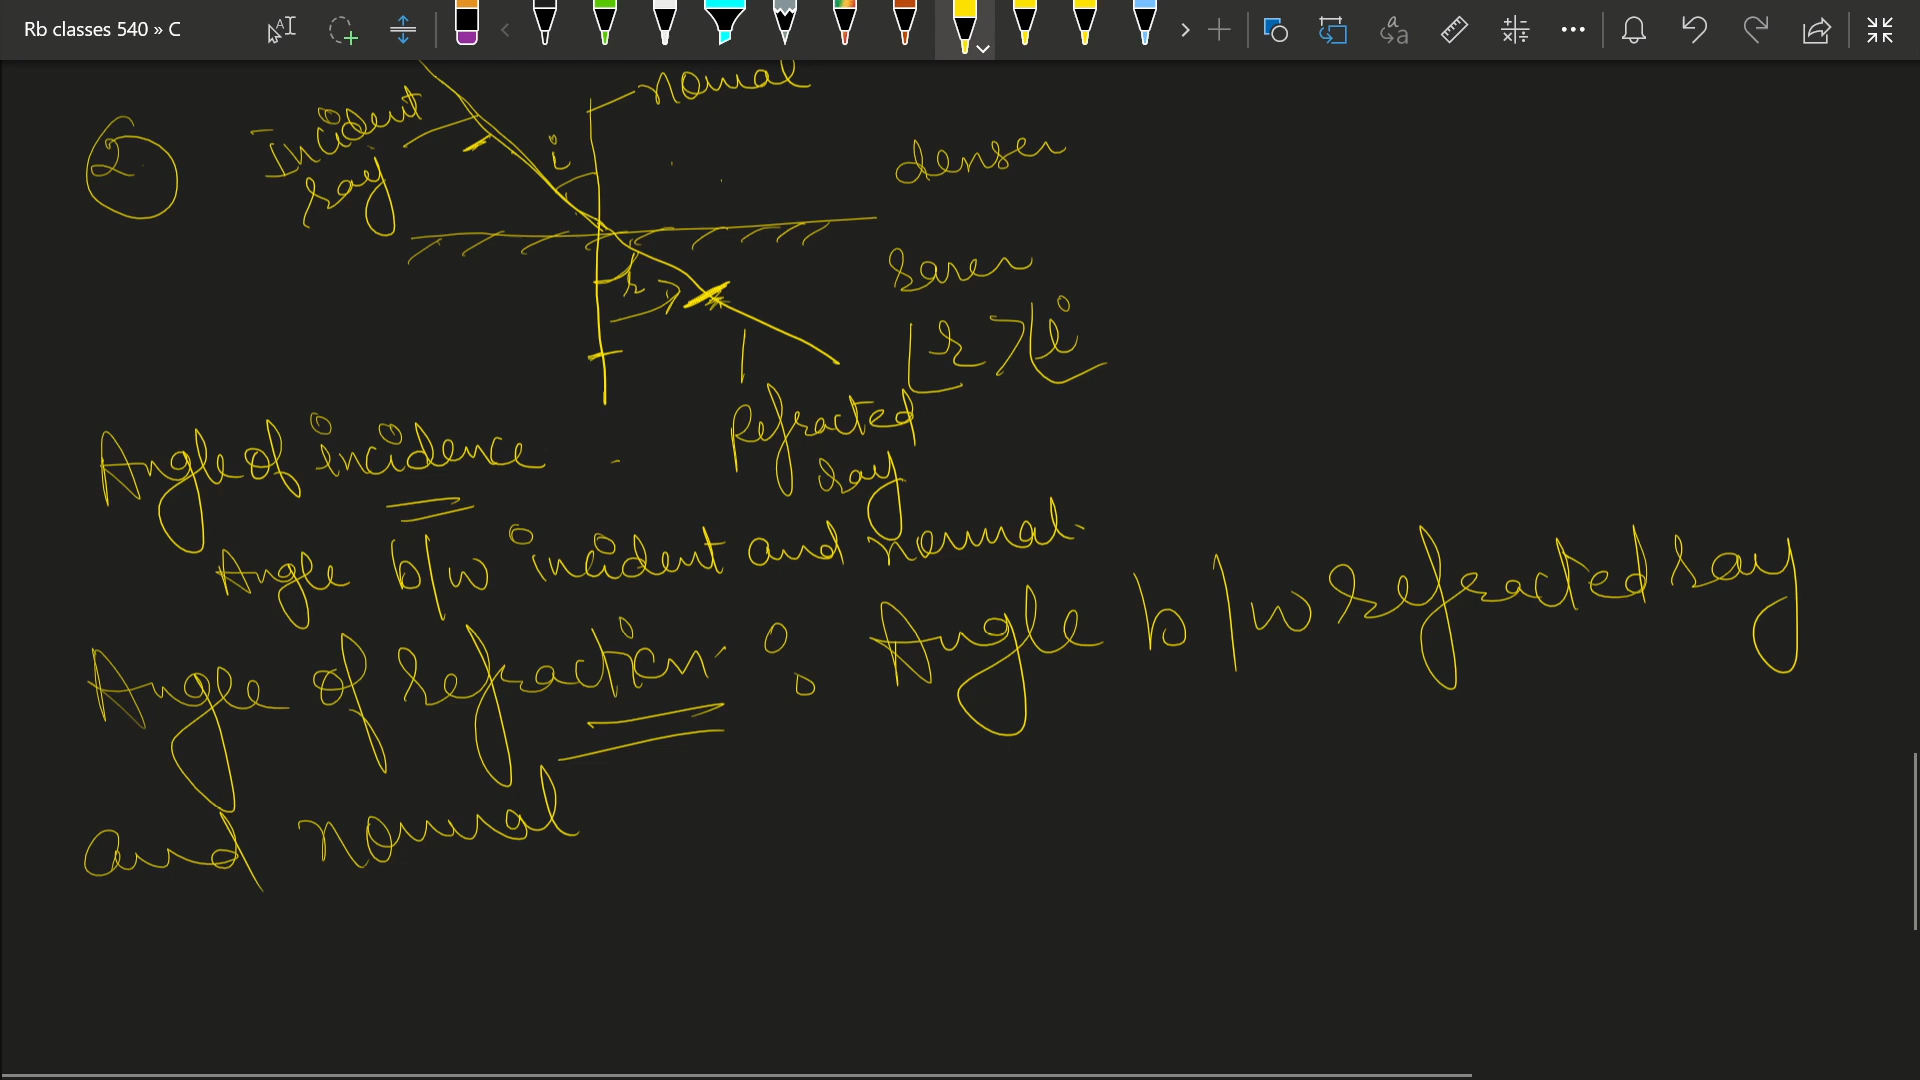 Rb classes 540 » C
normal
②
Incident
ray
i
denser
r
rarer
∠r > ∠i
Refracted
ray
Angle of incidence -
Angle b/w incident and normal.
Angle of refraction : Angle b/w refracted ray
and normal